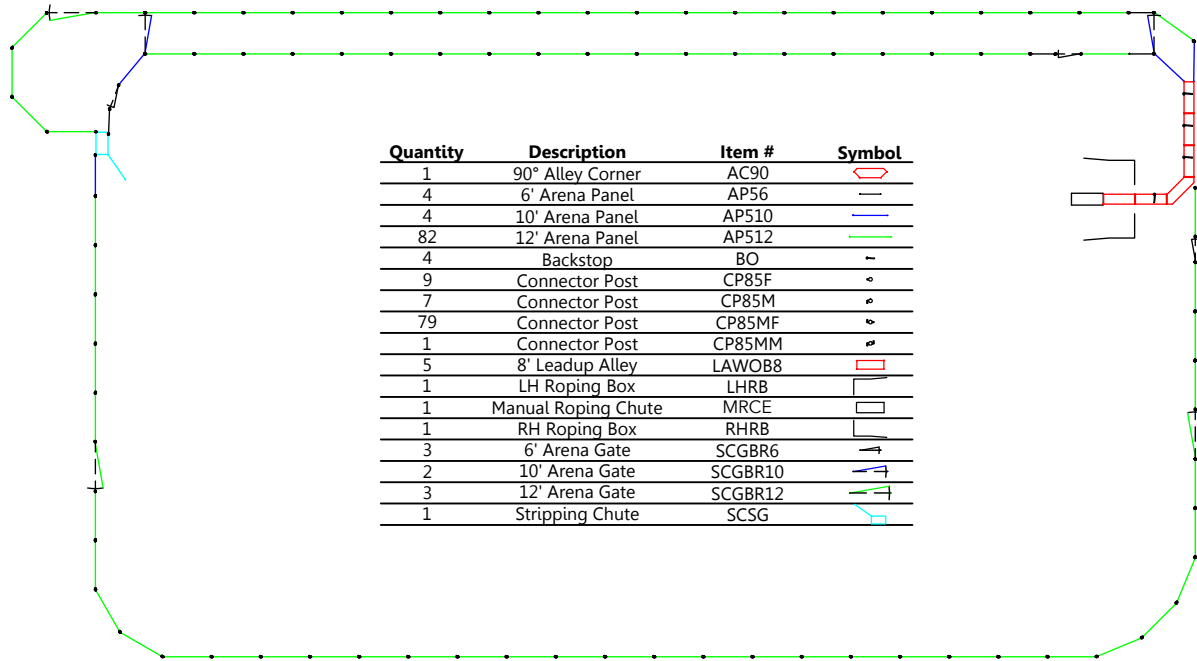 Quantity Description Item # Symbol
1 90° Alley Corner AC90
4 6' Arena Panel AP56
4 10' Arena Panel AP510
82 12' Arena Panel AP512
4 Backstop BO
9 Connector Post CP85F
7 Connector Post CP85M
79 Connector Post CP85MF
1 Connector Post CP85MM
5 8' Leadup Alley LAWOB8
1 LH Roping Box LHRB
1 Manual Roping Chute MRCE
1 RH Roping Box RHRB
3 6' Arena Gate SCGBR6
2 10' Arena Gate SCGBR10
3 12' Arena Gate SCGBR12
1 Stripping Chute SCSG